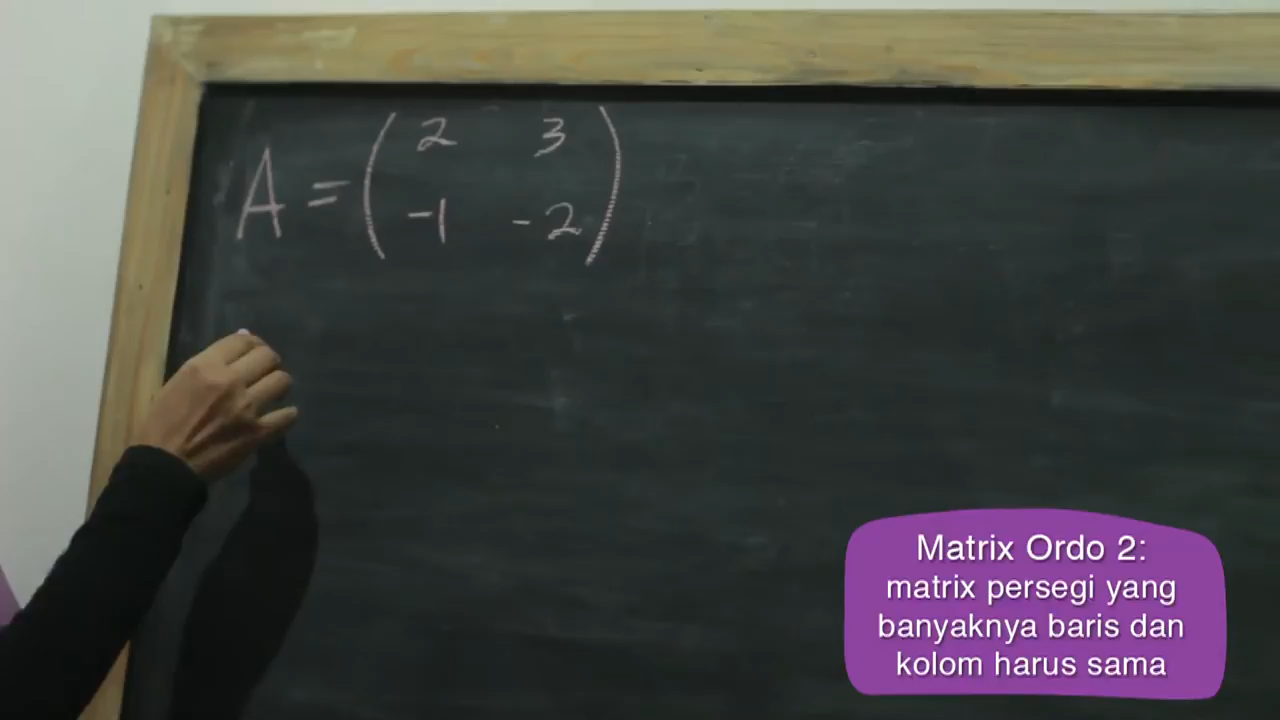 A = ( 2 3
-1 -2 )
Matrix Ordo 2:
matrix persegi yang
banyaknya baris dan
kolom harus sama